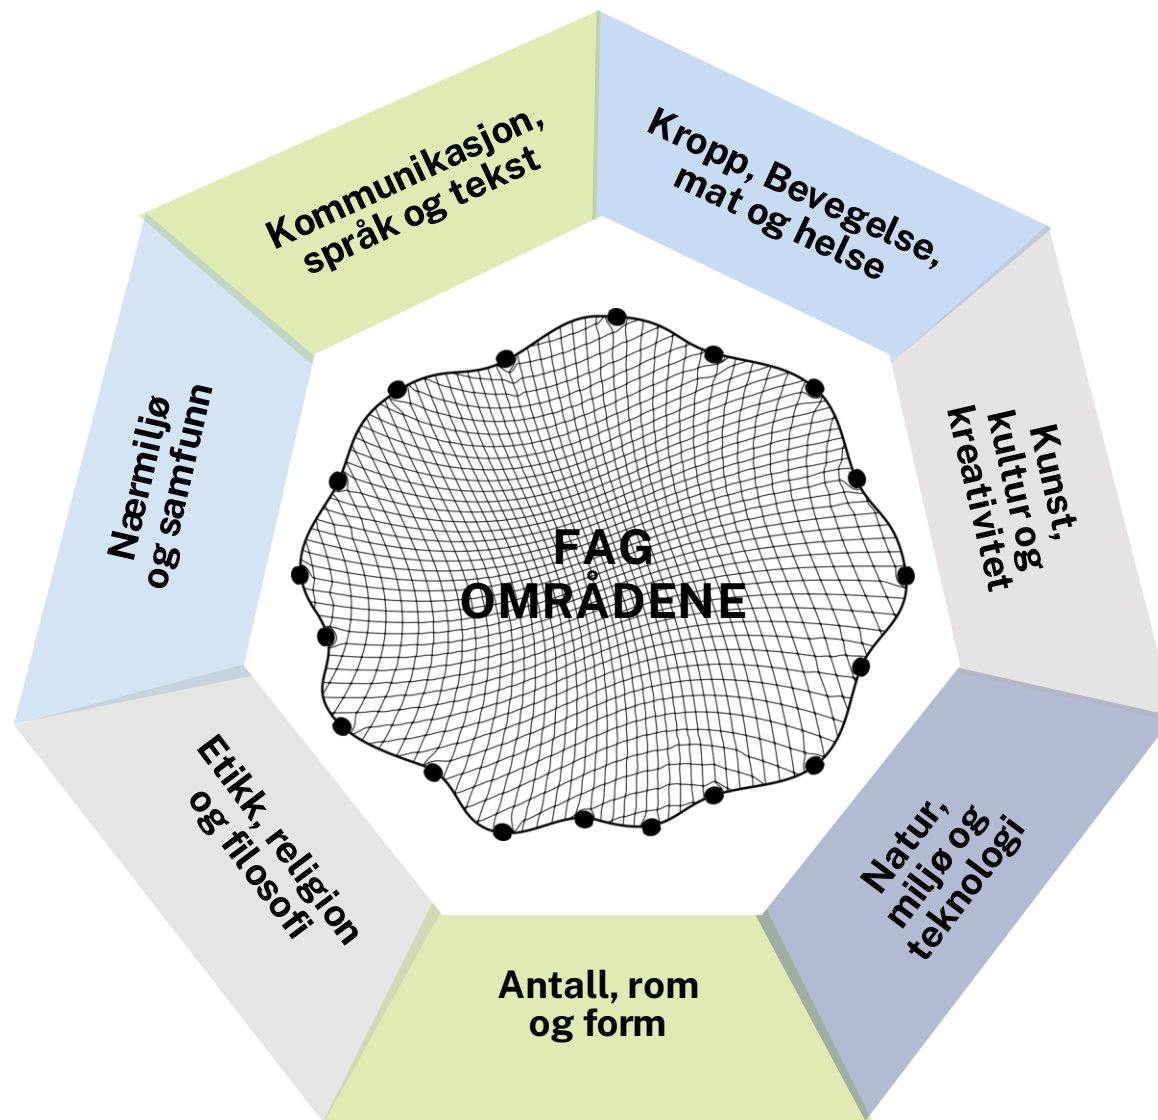 Kommunikasjon,
språk og tekst
Kropp, Bevegelse,
mat og helse
Kunst,
kultur og
kreativitet
Natur,
miljø og
teknologi
Antall, rom
og form
Etikk, religion
og filosofi
Nærmiljø
og samfunn
FAG
OMRÅDENE